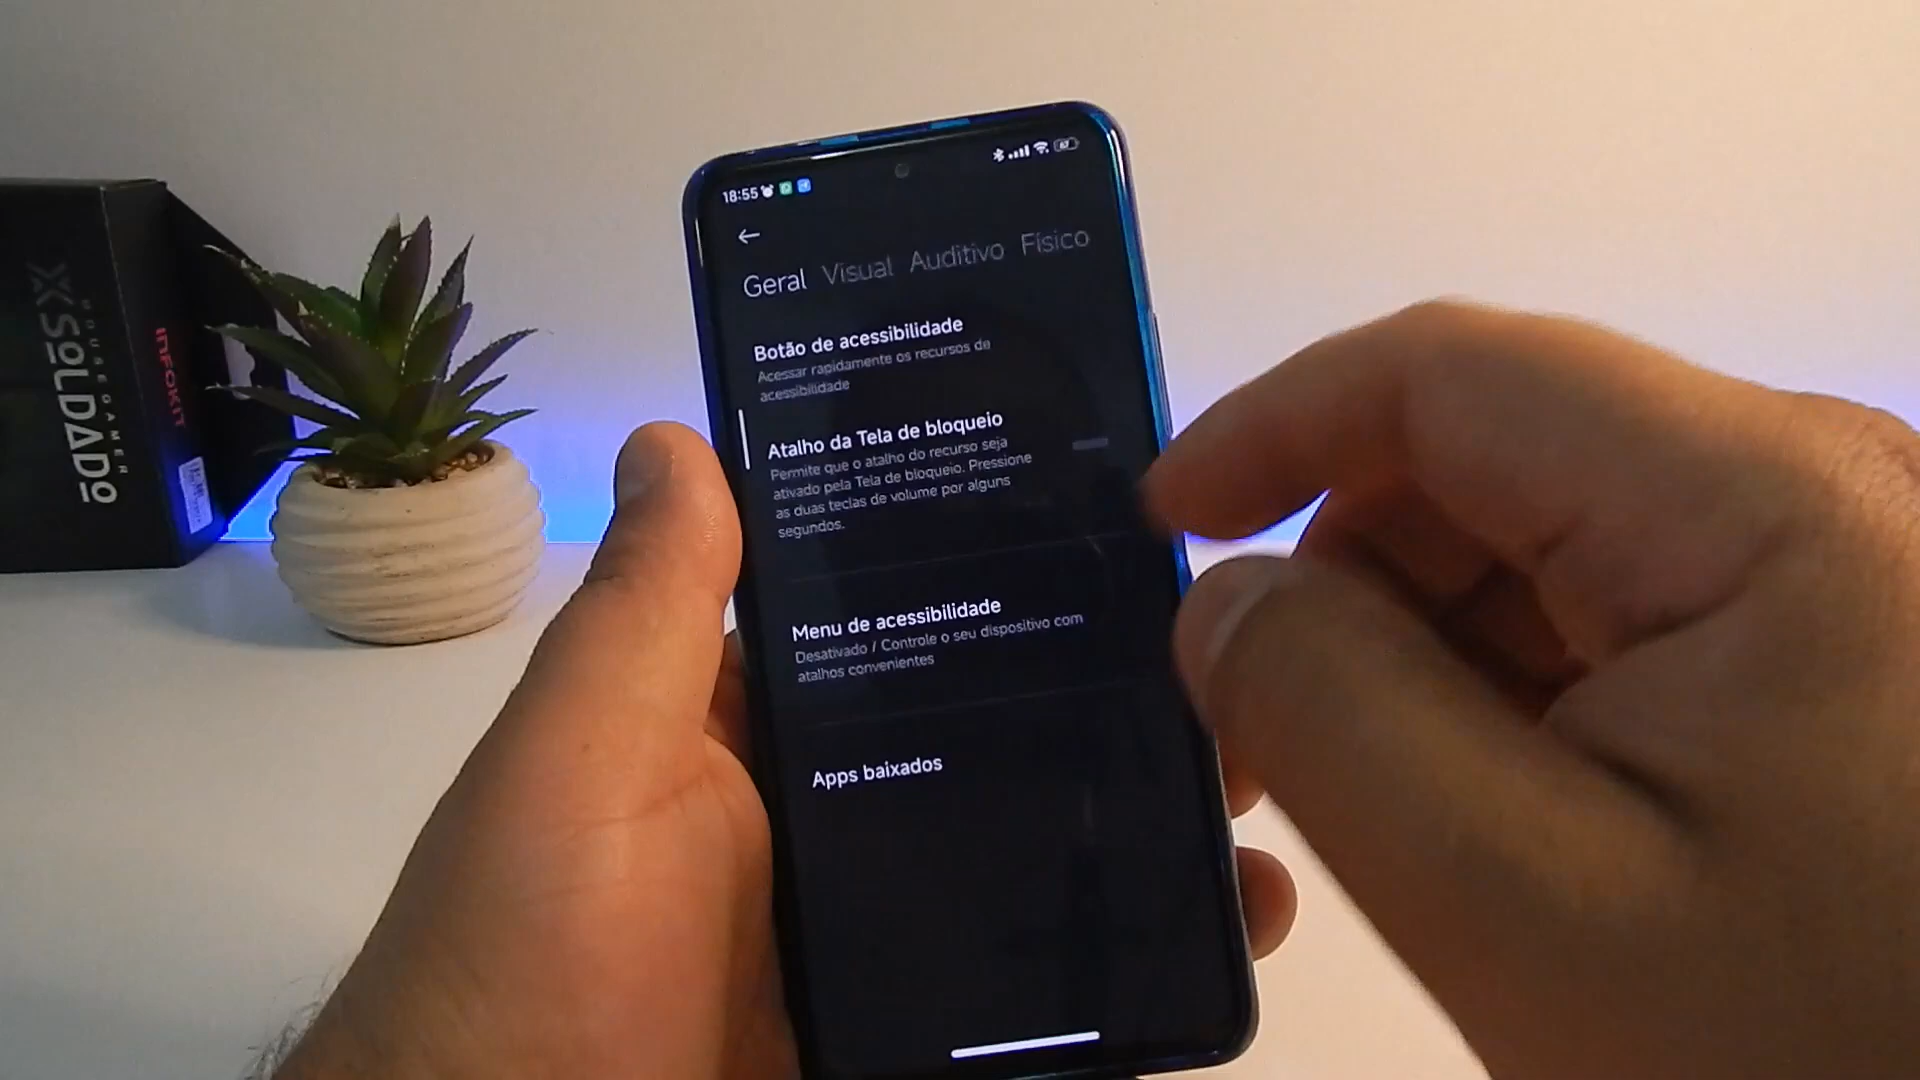 18:55
Geral Visual Auditivo Físico
Botão de acessibilidade
Acessar rapidamente os recursos de
acessibilidade
Atalho da Tela de bloqueio
Permite que o atalho do recurso seja
ativado pela Tela de bloqueio. Pressione
as duas teclas de volume por alguns
segundos.
Menu de acessibilidade
Desativado / Controle o seu dispositivo com
atalhos convenientes
Apps baixados
XSOLDADO
MOUSE GAMER
INFOKIT